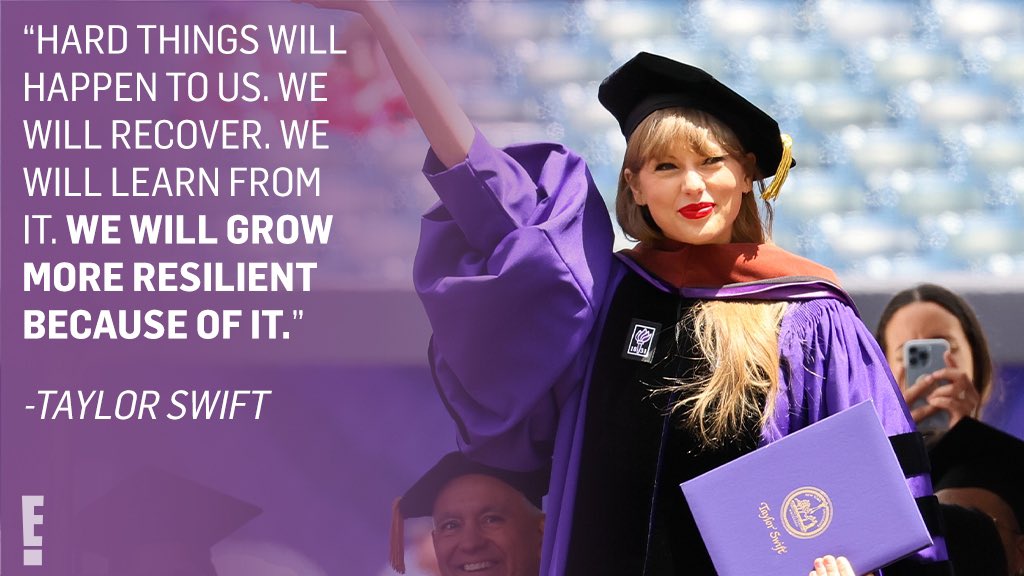 “HARD THINGS WILL
HAPPEN TO US. WE
WILL RECOVER. WE
WILL LEARN FROM
IT. WE WILL GROW
MORE RESILIENT
BECAUSE OF IT.”
-TAYLOR SWIFT
E!
Taylor Swift